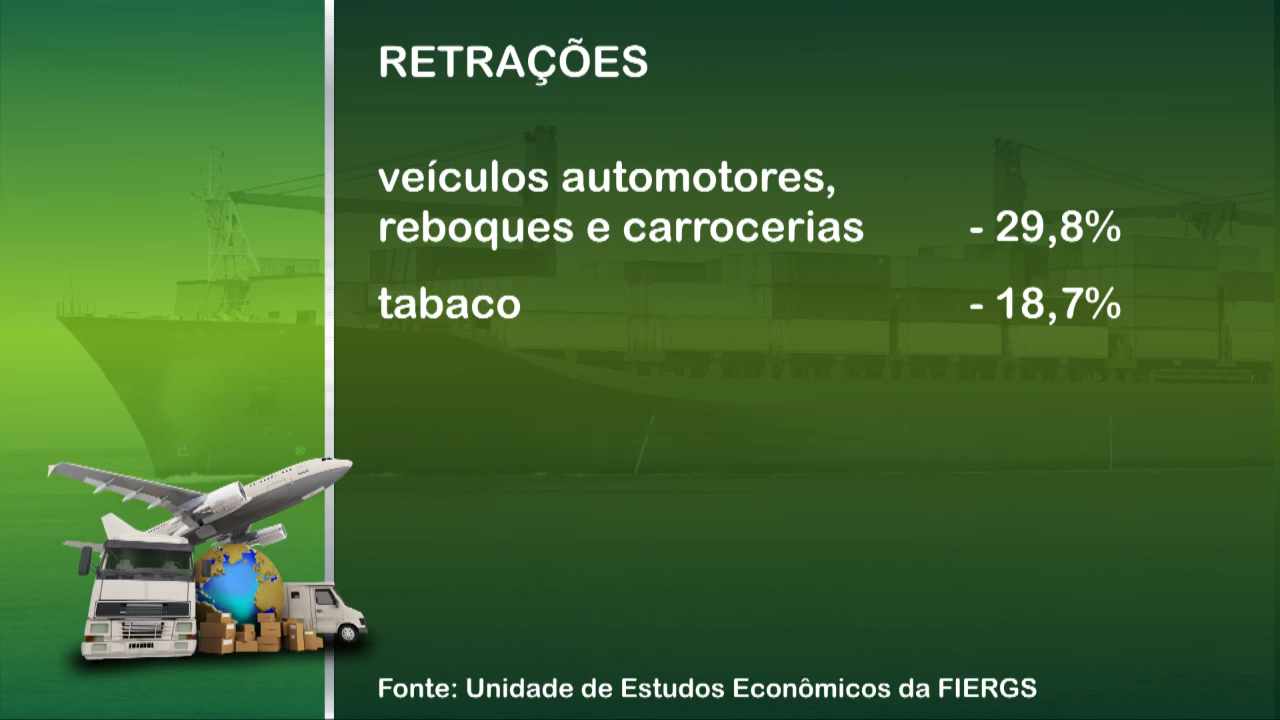 RETRAÇÕES
veículos automotores,
reboques e carrocerias - 29,8%
tabaco - 18,7%
Fonte: Unidade de Estudos Econômicos da FIERGS